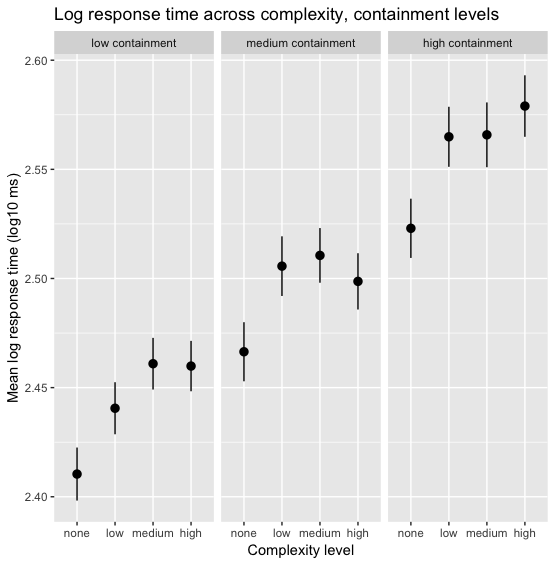 Log response time across complexity, containment levels
low containment medium containment high containment
2.60
2.55
2.50
2.45
2.40
Mean log response time (log10 ms)
none low medium high none low medium high none low medium high
Complexity level